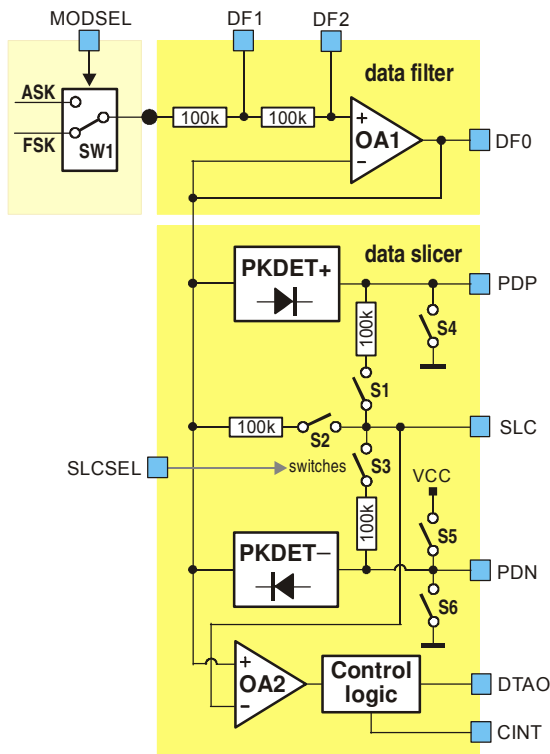 MODSEL
DF1
DF2
data filter
ASK
FSK
SW1
100k
100k
+
OA1
−
DF0
data slicer
PKDET+
PDP
100k
S4
S1
100k
S2
SLC
SLCSEL
switches
S3
VCC
100k
S5
PKDET−
PDN
S6
+
OA2
−
Control
logic
DTAO
CINT